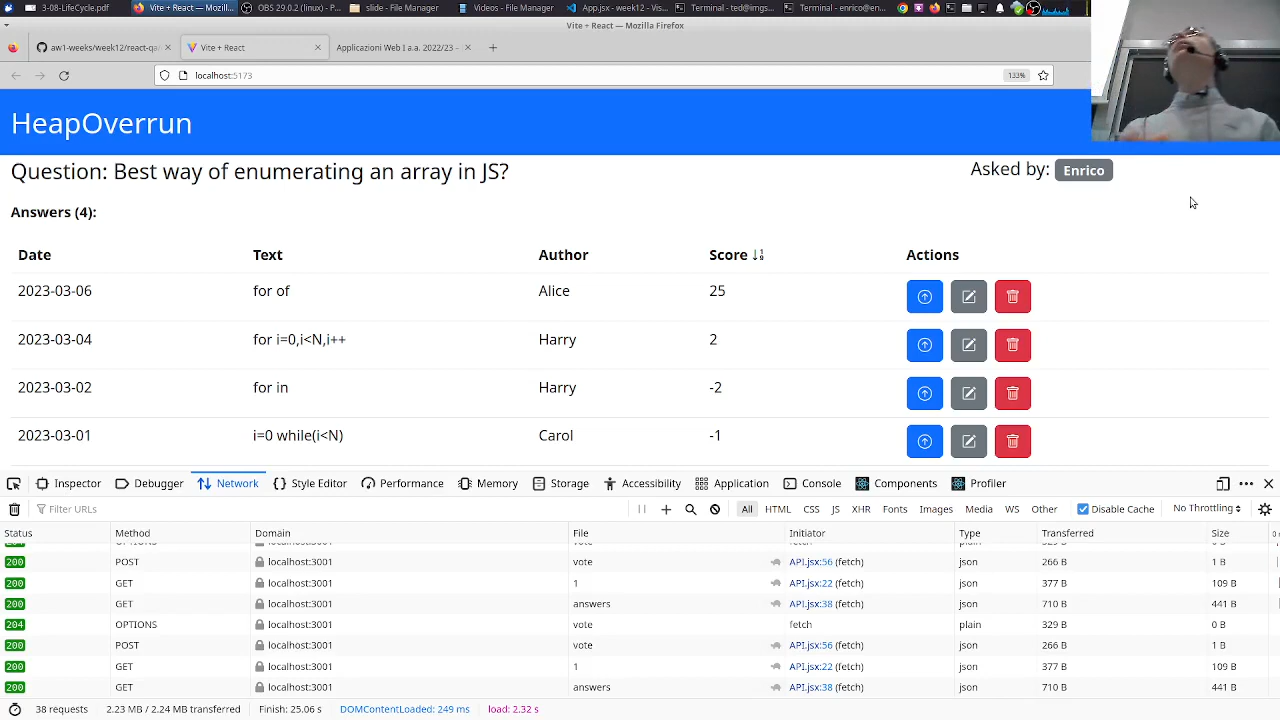 3.08-LifeCycle.pdf
Vite + React — Mozill…
OBS 29.0.2 (linux) - P…
slide - File Manager
Videos - File Manager
App.jsx - week12 - Vis…
Terminal - ted@imgs…
Terminal - enrico@en…
Vite + React — Mozilla Firefox
aw1-weeks/week12/react-qa
Vite + React
Applicazioni Web I a.a. 2022/23 -
localhost:5173
133%
HeapOverrun
Question: Best way of enumerating an array in JS?
Asked by: Enrico
Answers (4):
Date Text Author Score Actions
2023-03-06 for of Alice 25
2023-03-04 for i=0,i<N,i++ Harry 2
2023-03-02 for in Harry -2
2023-03-01 i=0 while(i<N) Carol -1
Inspector Debugger Network Style Editor Performance Memory Storage Accessibility Application Console Components Profiler
Filter URLs
All HTML CSS JS XHR Fonts Images Media WS Other Disable Cache No Throttling
Status Method Domain File Initiator Type Transferred Size
204 OPTIONS localhost:3001 vote fetch plain 329 B 0 B
200 POST localhost:3001 vote API.jsx:56 (fetch) json 266 B 1 B
200 GET localhost:3001 1 API.jsx:22 (fetch) json 377 B 109 B
200 GET localhost:3001 answers API.jsx:38 (fetch) json 710 B 441 B
204 OPTIONS localhost:3001 vote fetch plain 329 B 0 B
200 POST localhost:3001 vote API.jsx:56 (fetch) json 266 B 1 B
200 GET localhost:3001 1 API.jsx:22 (fetch) json 377 B 109 B
200 GET localhost:3001 answers API.jsx:38 (fetch) json 710 B 441 B
38 requests 2.23 MB / 2.24 MB transferred Finish: 25.06 s DOMContentLoaded: 249 ms load: 2.32 s